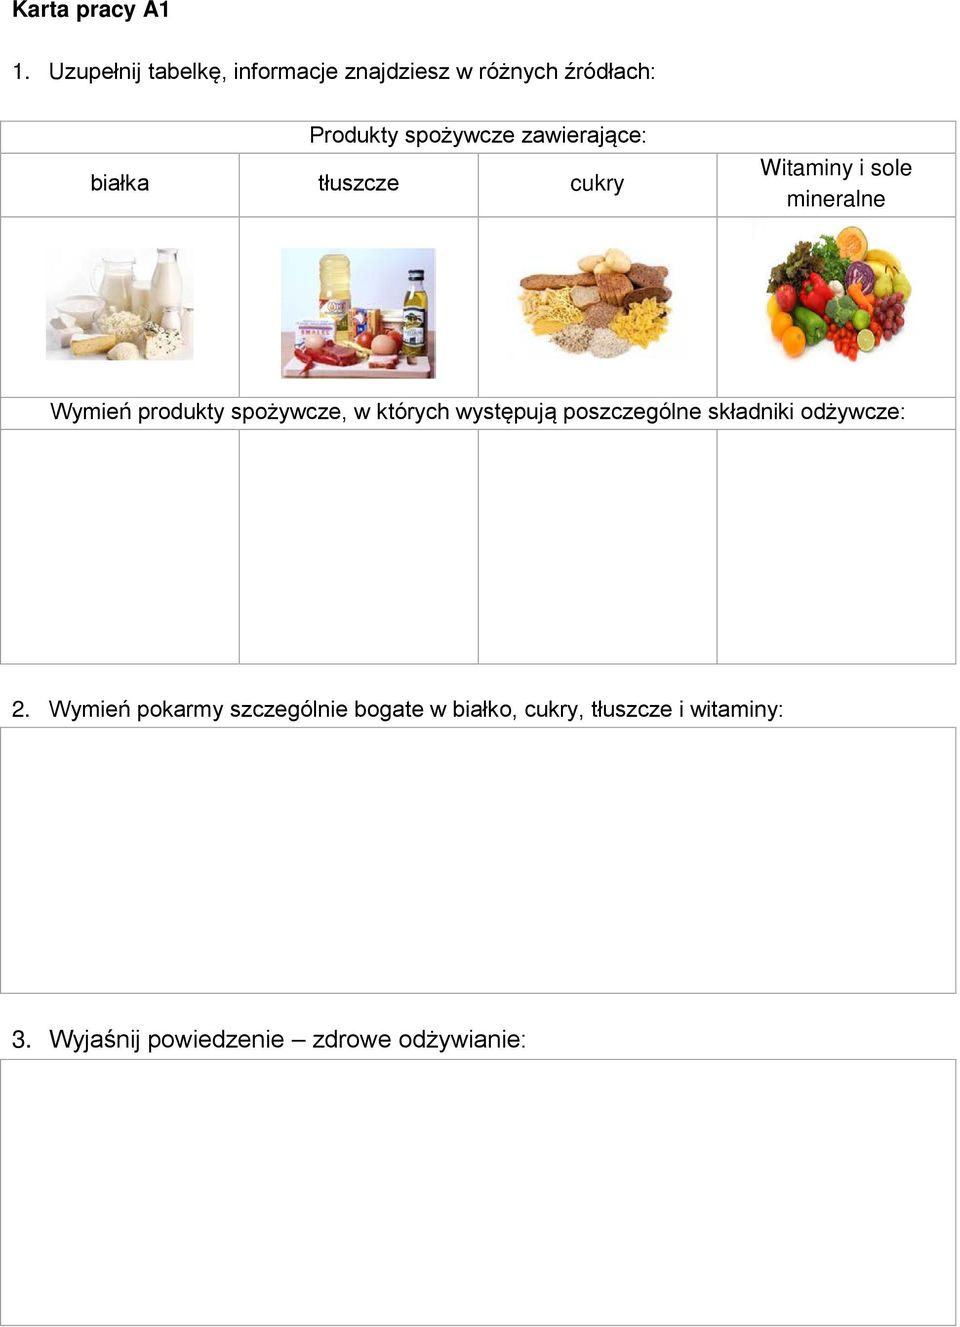 Karta pracy A1
1. Uzupełnij tabelkę, informacje znajdziesz w różnych źródłach:
Produkty spożywcze zawierające:
białka tłuszcze cukry Witaminy i sole
mineralne
SMALEC
Wymień produkty spożywcze, w których występują poszczególne składniki odżywcze:
2. Wymień pokarmy szczególnie bogate w białko, cukry, tłuszcze i witaminy:
3. Wyjaśnij powiedzenie – zdrowe odżywianie: